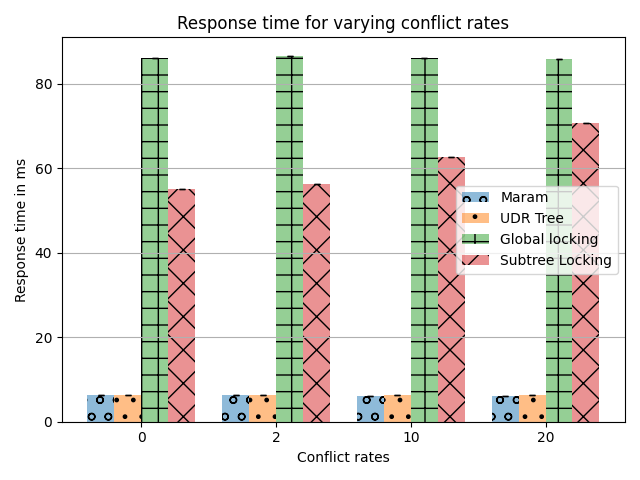 Response time for varying conflict rates
Response time in ms
80
60
40
20
0
Maram
UDR Tree
Global locking
Subtree Locking
0
2
10
20
Conflict rates